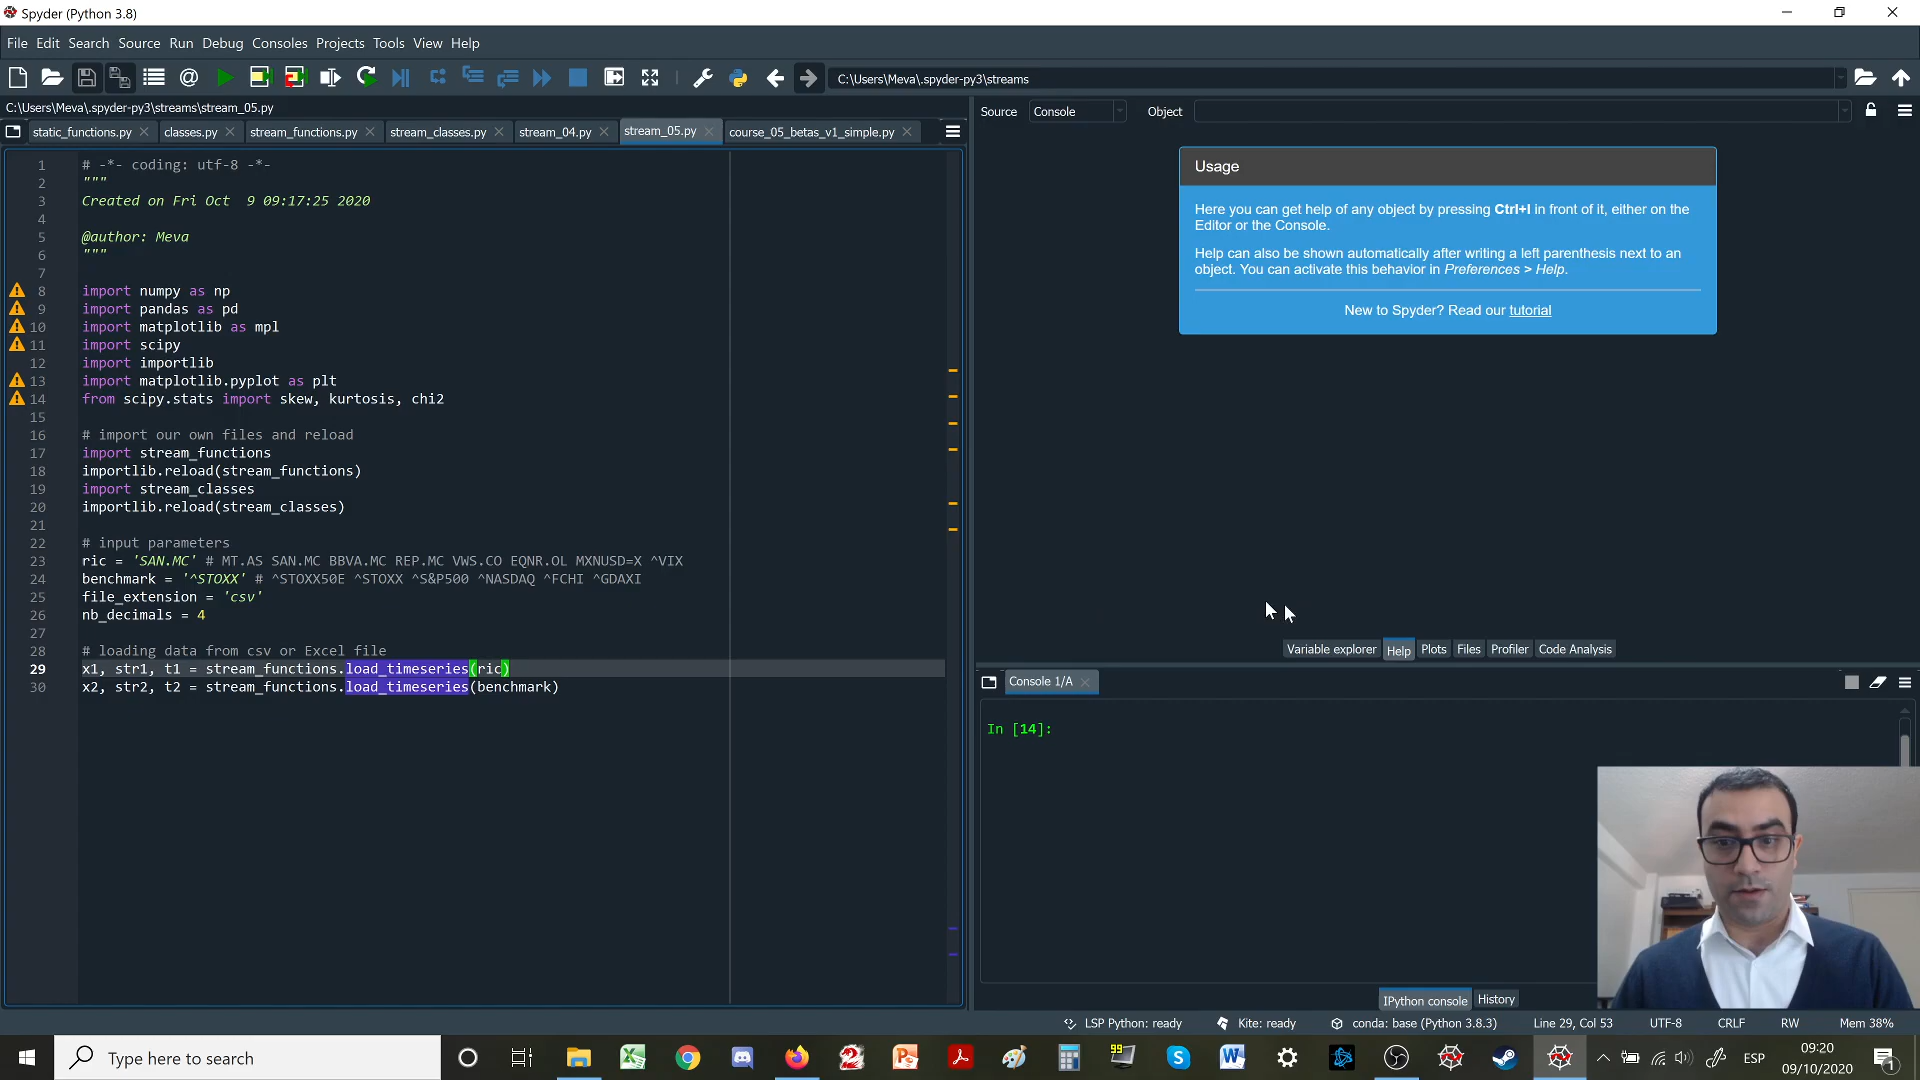 Spyder (Python 3.8)
File Edit Search Source Run Debug Consoles Projects Tools View Help
C:\Users\Meva\.spyder-py3\streams
C:\Users\Meva\.spyder-py3\streams\stream_05.py
static_functions.py classes.py stream_functions.py stream_classes.py stream_04.py stream_05.py course_05_betas_v1_simple.py
1 # -*- coding: utf-8 -*-
2 """
3 Created on Fri Oct  9 09:17:25 2020
4
5 @author: Meva
6 """
7
8 import numpy as np
9 import pandas as pd
10 import matplotlib as mpl
11 import scipy
12 import importlib
13 import matplotlib.pyplot as plt
14 from scipy.stats import skew, kurtosis, chi2
15
16 # import our own files and reload
17 import stream_functions
18 importlib.reload(stream_functions)
19 import stream_classes
20 importlib.reload(stream_classes)
21
22 # input parameters
23 ric = 'SAN.MC' # MT.AS SAN.MC BBVA.MC REP.MC VWS.CO EQNR.OL MXNUSD=X ^VIX
24 benchmark = '^STOXX' # ^STOXX50E ^STOXX ^S&P500 ^NASDAQ ^FCHI ^GDAXI
25 file_extension = 'csv'
26 nb_decimals = 4
27
28 # loading data from csv or Excel file
29 x1, str1, t1 = stream_functions.load_timeseries(ric)
30 x2, str2, t2 = stream_functions.load_timeseries(benchmark)
Source Console Object
Usage
Here you can get help of any object by pressing Ctrl+I in front of it, either on the
Editor or the Console.
Help can also be shown automatically after writing a left parenthesis next to an
object. You can activate this behavior in Preferences > Help.
New to Spyder? Read our tutorial
Variable explorer Help Plots Files Profiler Code Analysis
Console 1/A
In [14]:
IPython console History
LSP Python: ready Kite: ready conda: base (Python 3.8.3) Line 29, Col 53 UTF-8 CRLF RW Mem 38%
Type here to search
99
ESP
09:20
09/10/2020
1